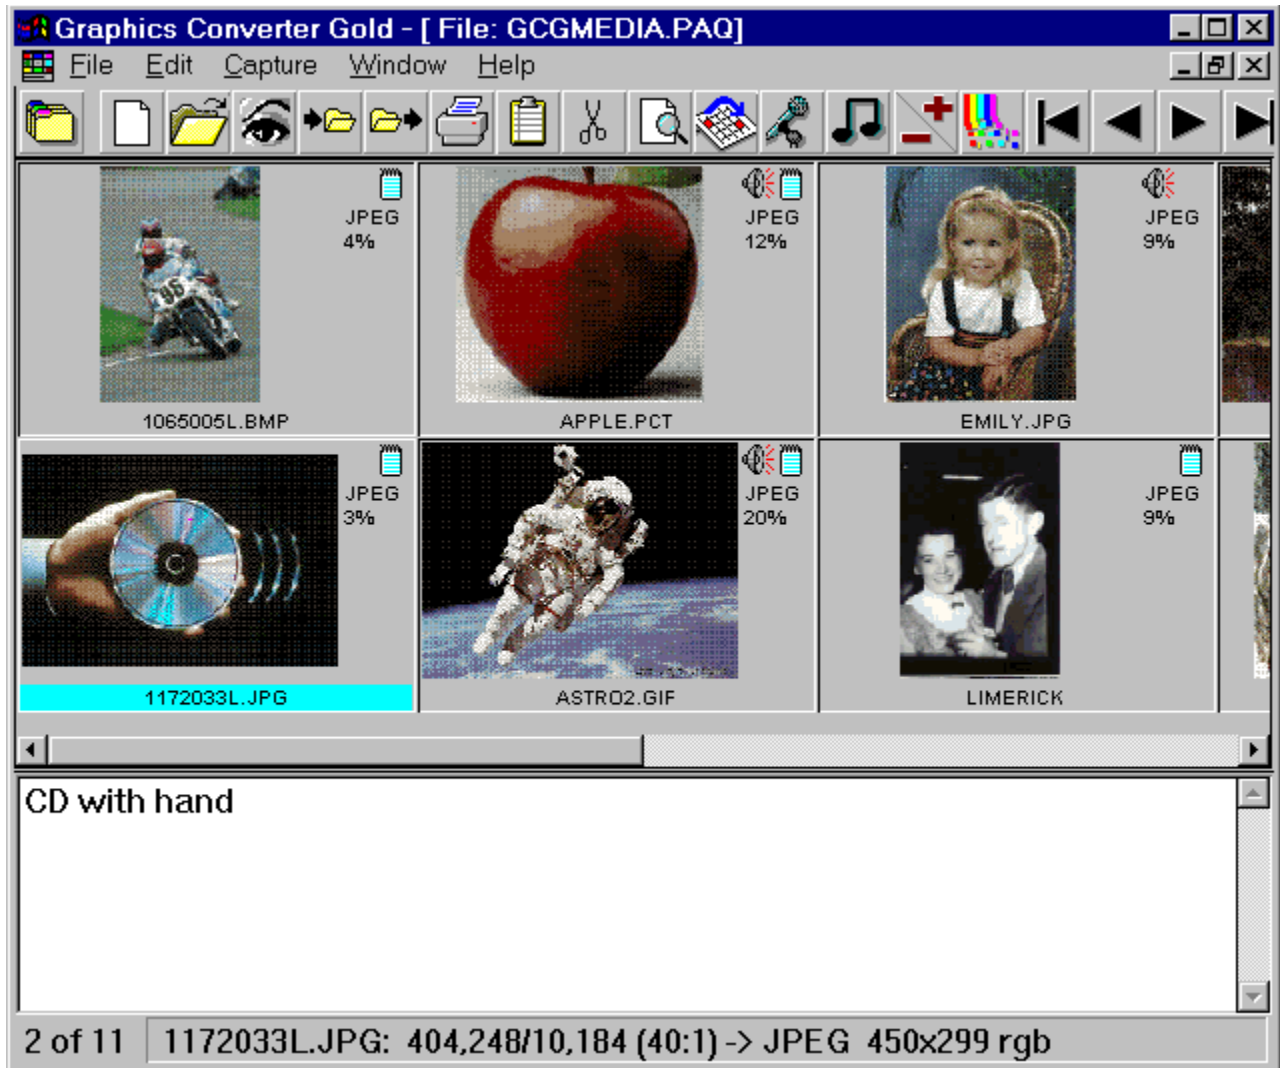 Graphics Converter Gold - [ File: GCGMEDIA.PAQ]
File Edit Capture Window Help
JPEG
4%
1065005L.BMP
JPEG
12%
APPLE.PCT
JPEG
9%
EMILY.JPG
JPEG
3%
1172033L.JPG
JPEG
20%
ASTRO2.GIF
JPEG
9%
LIMERICK
CD with hand
2 of 11 1172033L.JPG: 404,248/10,184 (40:1) -> JPEG 450x299 rgb